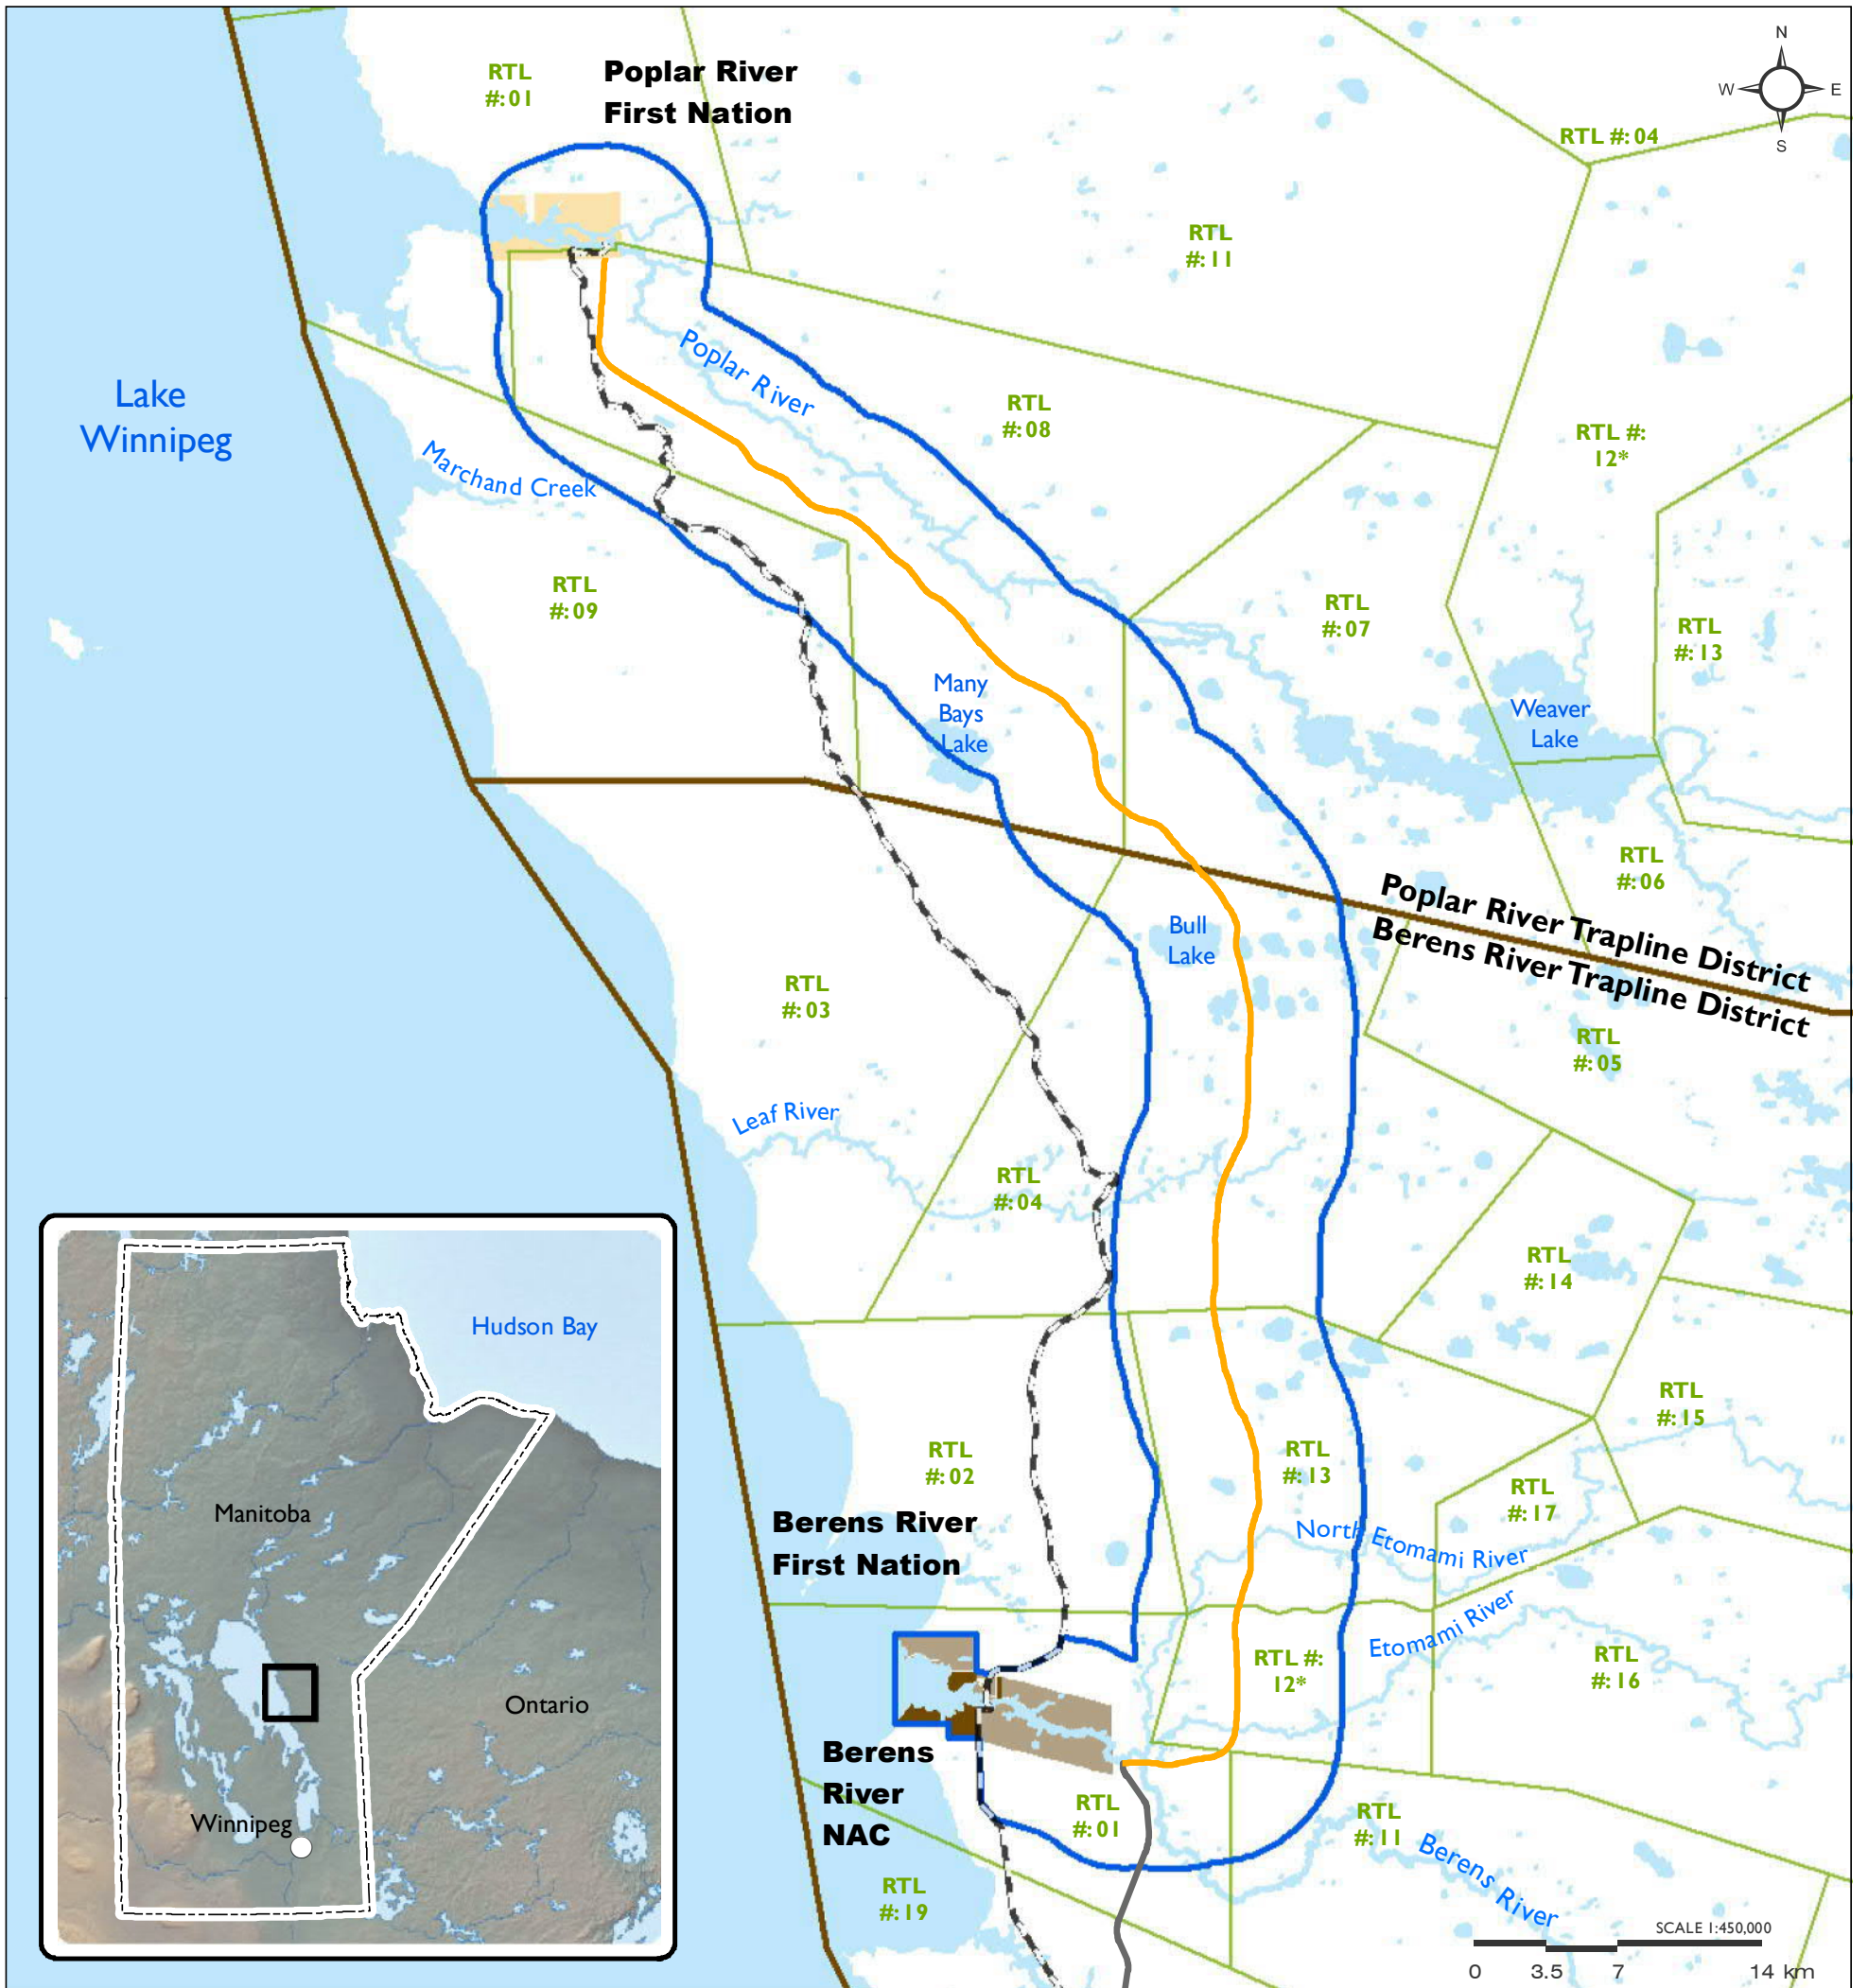 RTL
#:01
Poplar River
First Nation
N
W
E
S
RTL #:04
RTL
#:11
Poplar River
Lake
Winnipeg
RTL
#:08
RTL #:
12*
Marchand Creek
RTL
#:09
RTL
#:07
RTL
#:13
Many
Bays
Lake
Weaver
Lake
RTL
#:06
Poplar River Trapline District
Berens River Trapline District
Bull
Lake
RTL
#:03
RTL
#:05
Leaf River
RTL
#:04
RTL
#:14
Hudson Bay
RTL
#:15
RTL
#:02
RTL
#:13
RTL
#:17
Manitoba
Berens River
First Nation
North Etomami River
Etomami River
RTL #:
12*
RTL
#:16
Ontario
Berens
River
NAC
RTL
#:01
RTL
#:11
Winnipeg
Berens River
RTL
#:19
SCALE 1:450,000
0 3.5 7 14 km